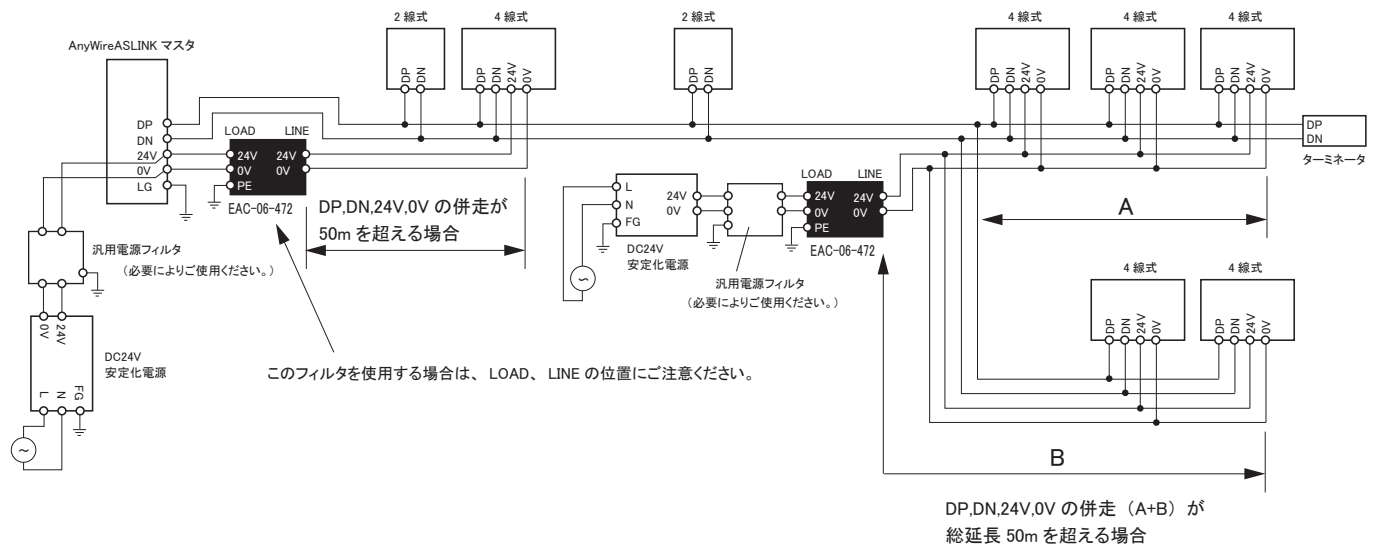 2 線式
4 線式
2 線式
4 線式
4 線式
4 線式
AnyWireASLINK マスタ
DP
DN
24V
0V
LG
DP
DN
DP
DN
24V
0V
DP
DN
DP
DN
24V
0V
DP
DN
24V
0V
DP
DN
24V
0V
DP
DN
ターミネータ
LOAD LINE
24V 24V
0V 0V
PE
EAC-06-472
DP,DN,24V,0V の併走が
50m を超える場合
汎用電源フィルタ
（必要によりご使用ください。）
0V
24V
DC24V
安定化電源
L
N
FG
~
このフィルタを使用する場合は、 LOAD、 LINE の位置にご注意ください。
L
N
FG
24V
0V
DC24V
安定化電源
~
汎用電源フィルタ
（必要によりご使用ください。）
LOAD LINE
24V 24V
0V 0V
PE
EAC-06-472
A
4 線式
4 線式
DP
DN
24V
0V
DP
DN
24V
0V
B
DP,DN,24V,0V の併走（A+B）が
総延長 50m を超える場合